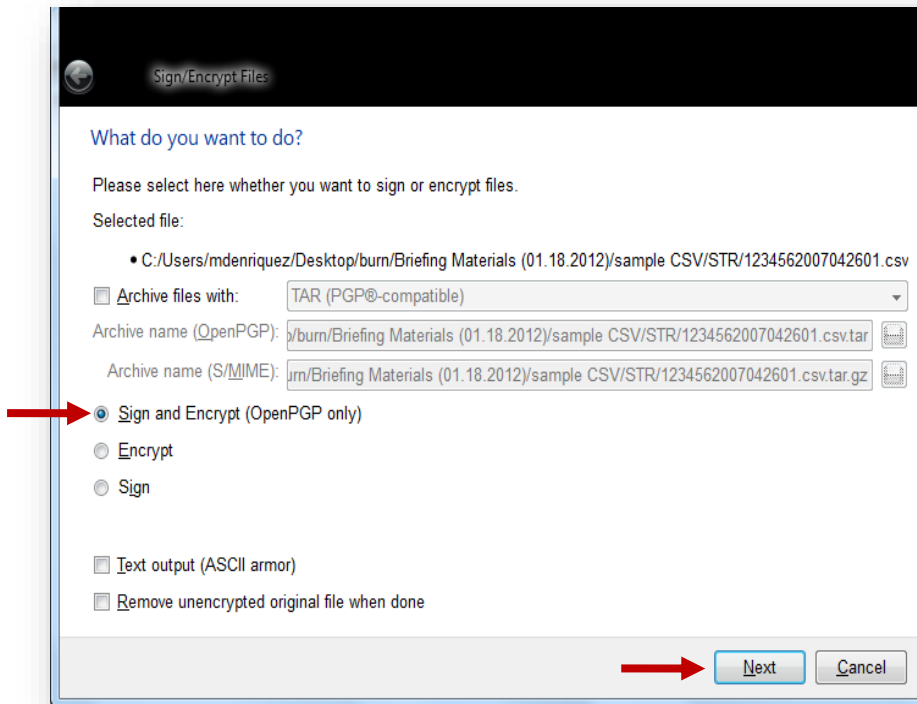 Sign/Encrypt Files
What do you want to do?
Please select here whether you want to sign or encrypt files.
Selected file:
• C:/Users/mdenriquez/Desktop/burn/Briefing Materials (01.18.2012)/sample CSV/STR/1234562007042601.csv
Archive files with: TAR (PGP®-compatible)
Archive name (OpenPGP): o/burn/Briefing Materials (01.18.2012)/sample CSV/STR/1234562007042601.csv.tar
Archive name (S/MIME): urn/Briefing Materials (01.18.2012)/sample CSV/STR/1234562007042601.csv.tar.gz
Sign and Encrypt (OpenPGP only)
Encrypt
Sign
Text output (ASCII armor)
Remove unencrypted original file when done
Next Cancel